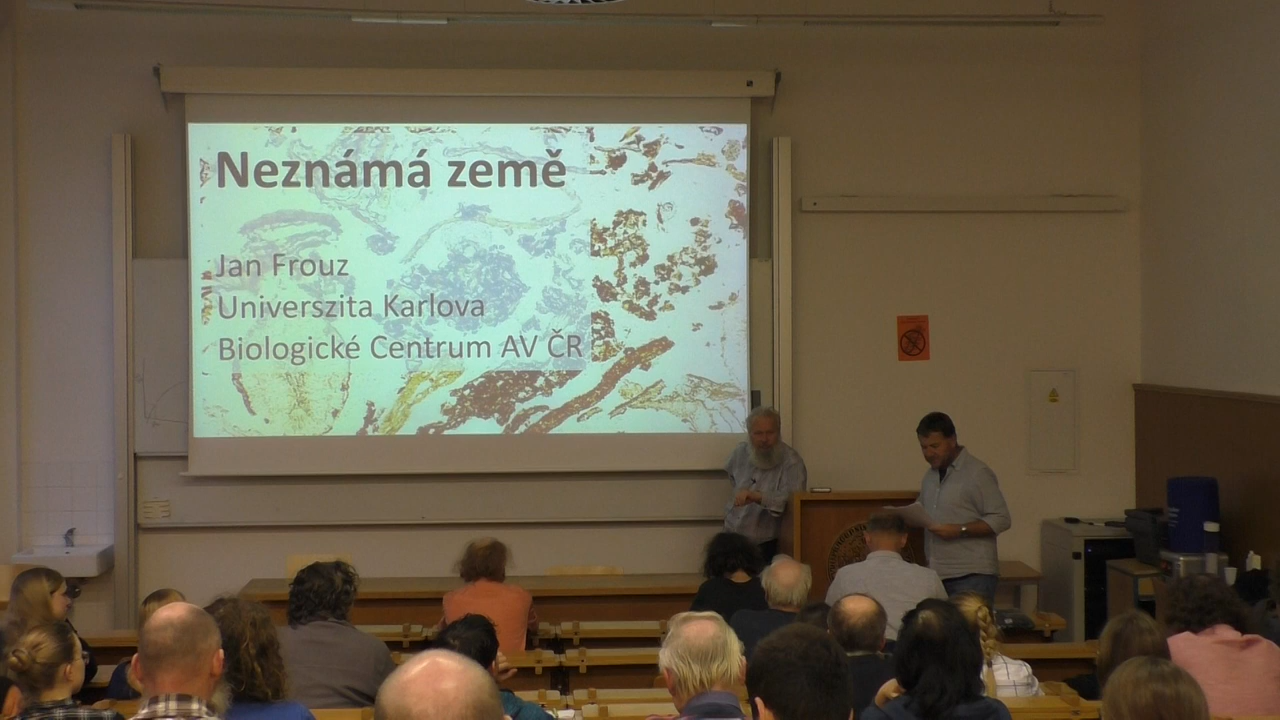 Neznámá země
Jan Frouz
Universzita Karlova
Biologické Centrum AV ČR